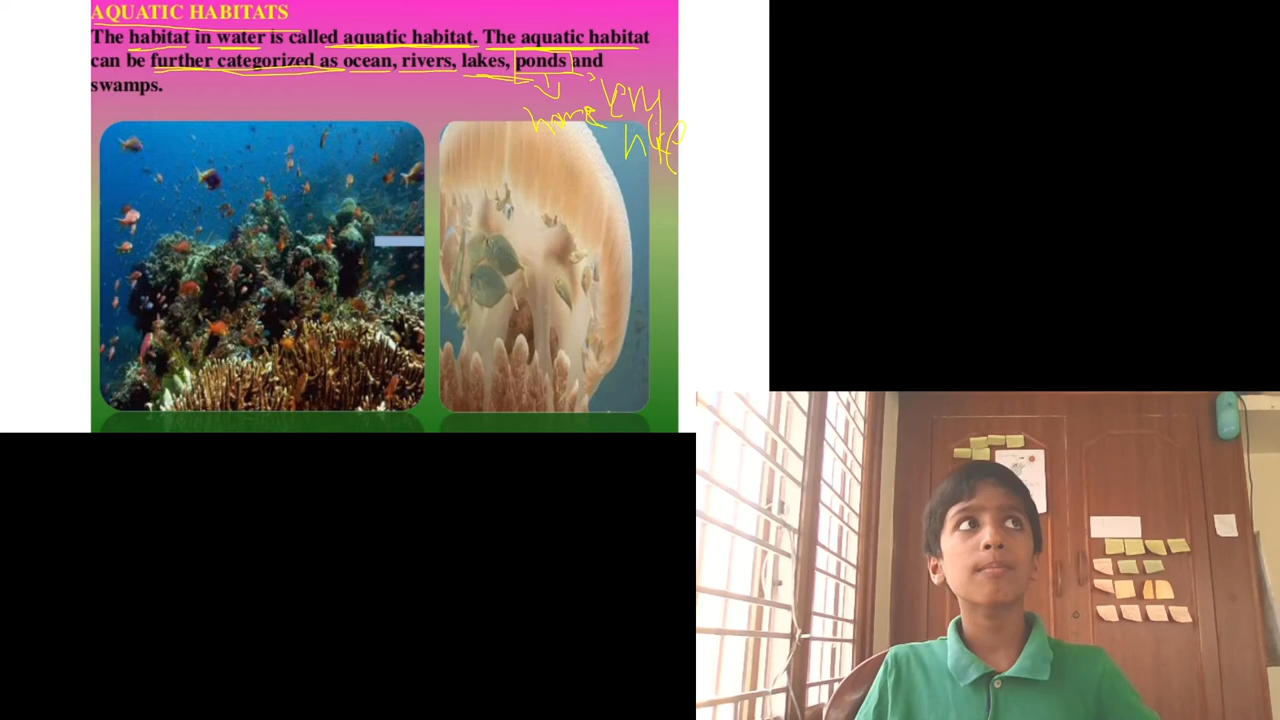 AQUATIC HABITATS
The habitat in water is called aquatic habitat. The aquatic habitat
can be further categorized as ocean, rivers, lakes, ponds and
swamps.
very
home